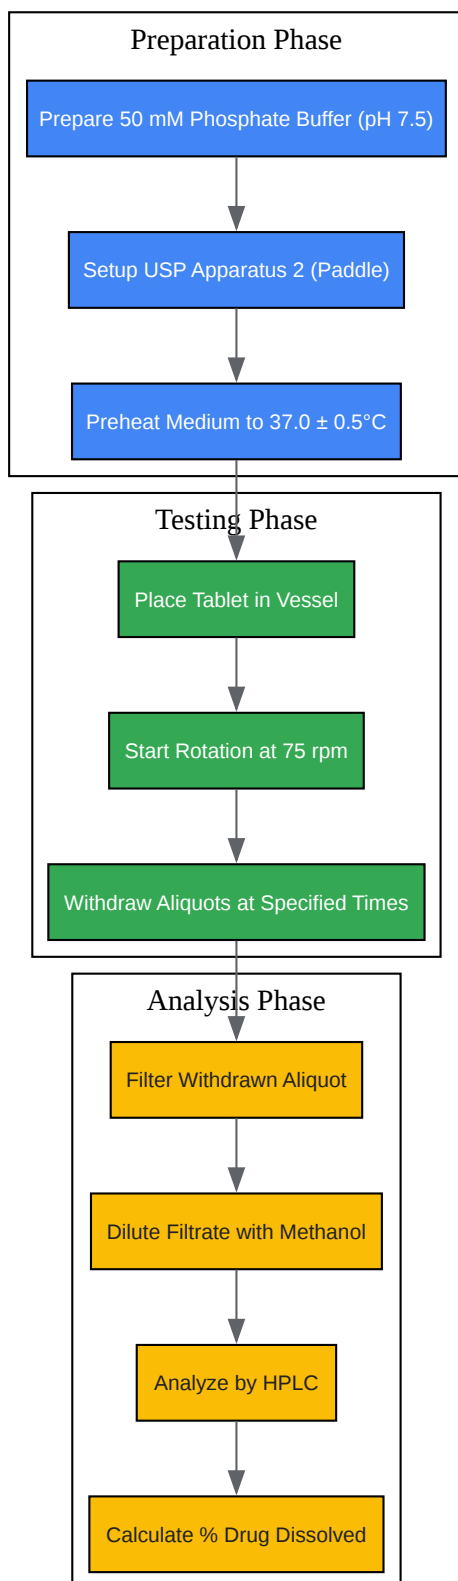 Preparation Phase
Prepare 50 mM Phosphate Buffer (pH 7.5)
Setup USP Apparatus 2 (Paddle)
Preheat Medium to 37.0 ± 0.5°C
Testing Phase
Place Tablet in Vessel
Start Rotation at 75 rpm
Withdraw Aliquots at Specified Times
Analysis Phase
Filter Withdrawn Aliquot
Dilute Filtrate with Methanol
Analyze by HPLC
Calculate % Drug Dissolved